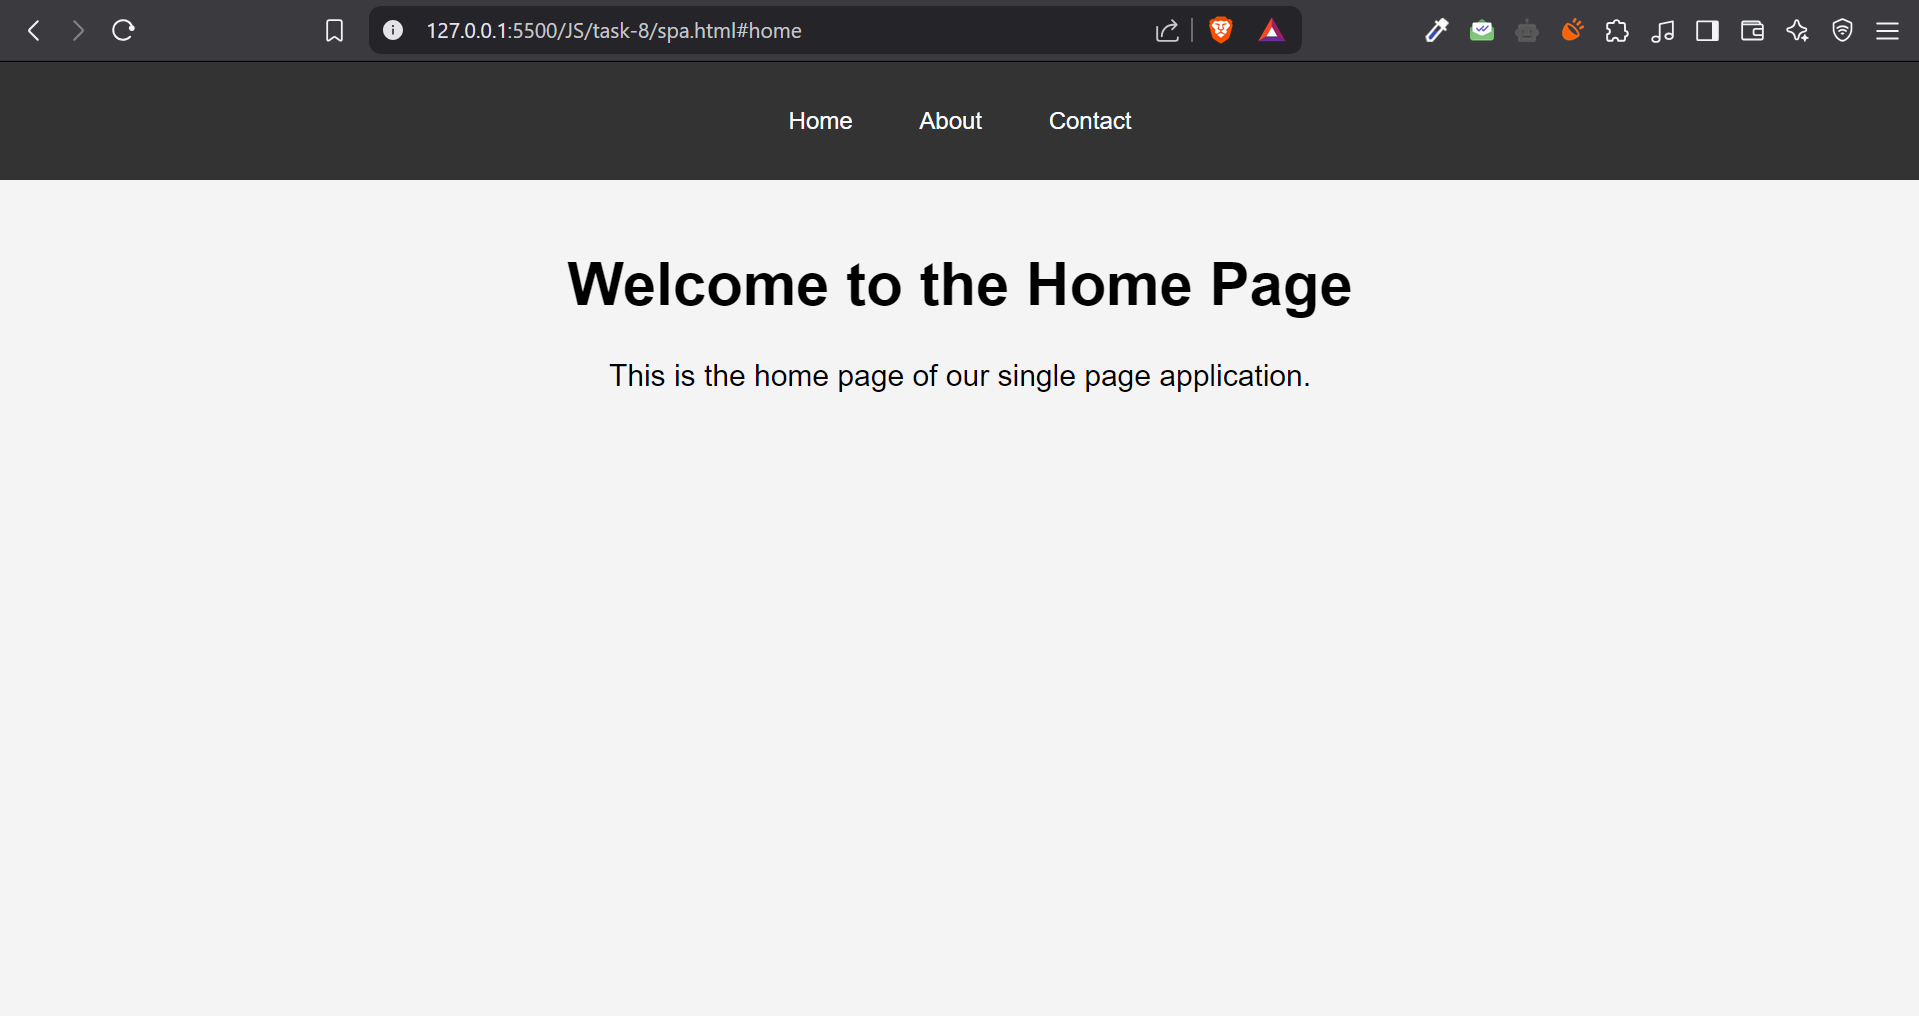 127.0.0.1:5500/JS/task-8/spa.html#home
Home About Contact
Welcome to the Home Page
This is the home page of our single page application.